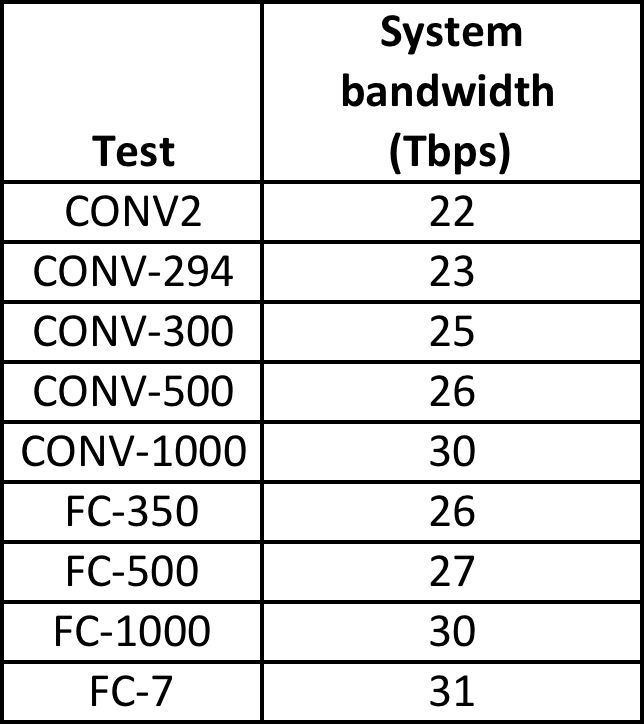 Test System bandwidth (Tbps)
CONV2 22
CONV-294 23
CONV-300 25
CONV-500 26
CONV-1000 30
FC-350 26
FC-500 27
FC-1000 30
FC-7 31